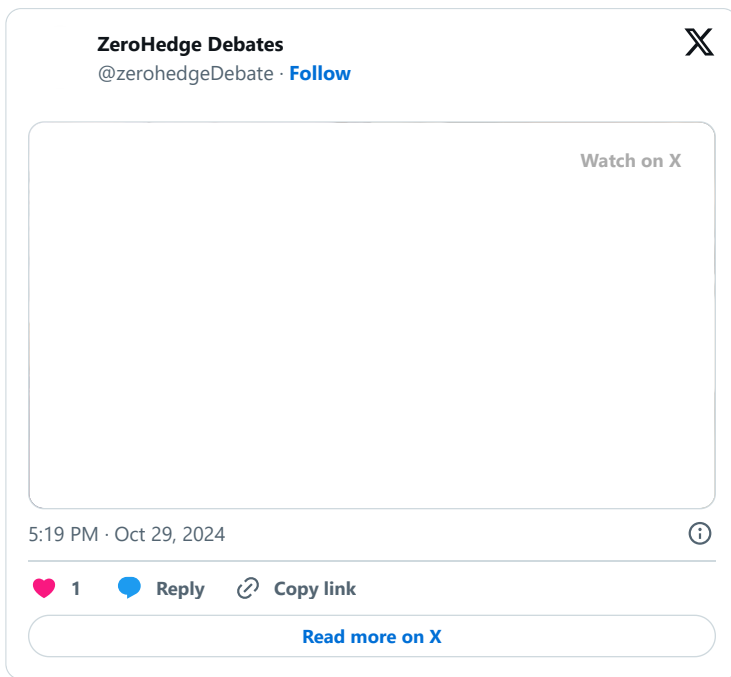 ZeroHedge Debates
@zerohedgeDebate · Follow
Watch on X
5:19 PM · Oct 29, 2024
1 Reply Copy link
Read more on X